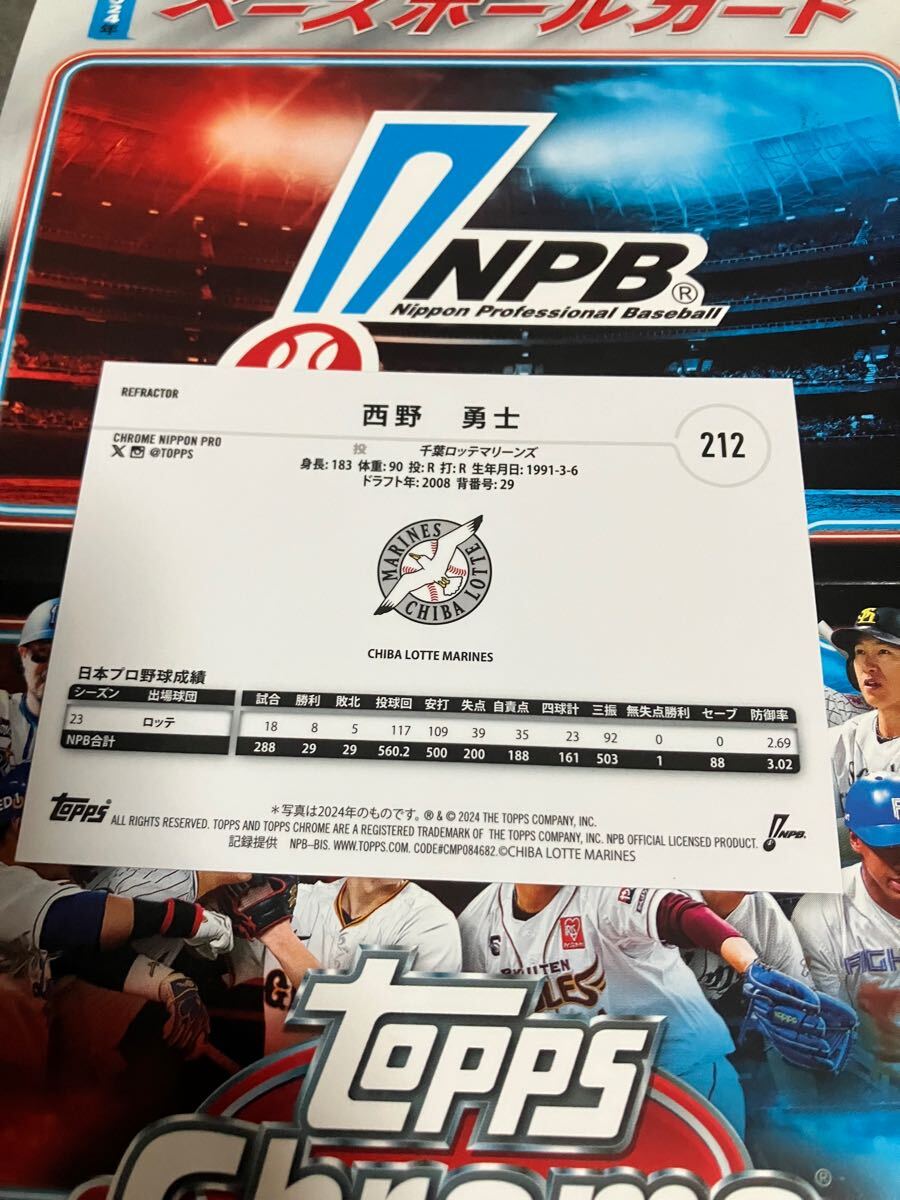 2024年
ベースボールカード
NPB®
Nippon Professional Baseball
REFRACTOR
西野 勇士
212
CHROME NIPPON PRO
@TOPPS
投 千葉ロッテマリーンズ
身長: 183 体重: 90 投: R 打: R 生年月日: 1991-3-6
ドラフト年: 2008 背番号: 29
MARINES
CHIBA LOTTE
CHIBA LOTTE MARINES
日本プロ野球成績
シーズン 出場球団 試合 勝利 敗北 投球回 安打 失点 自責点 四球計 三振 無失点勝利 セーブ 防御率
23 ロッテ 18 8 5 117 109 39 35 23 92 0 0 2.69
NPB合計 288 29 29 560.2 500 200 188 161 503 1 88 3.02
topps
*写真は2024年のものです。 ® & © 2024 THE TOPPS COMPANY, INC.
ALL RIGHTS RESERVED. TOPPS AND TOPPS CHROME ARE A REGISTERED TRADEMARK OF THE TOPPS COMPANY, INC. NPB OFFICIAL LICENSED PRODUCT.
記録提供 NPB-BIS. WWW.TOPPS.COM. CODE#CMP084682.©CHIBA LOTTE MARINES
NPB.
topps
Chrome
®